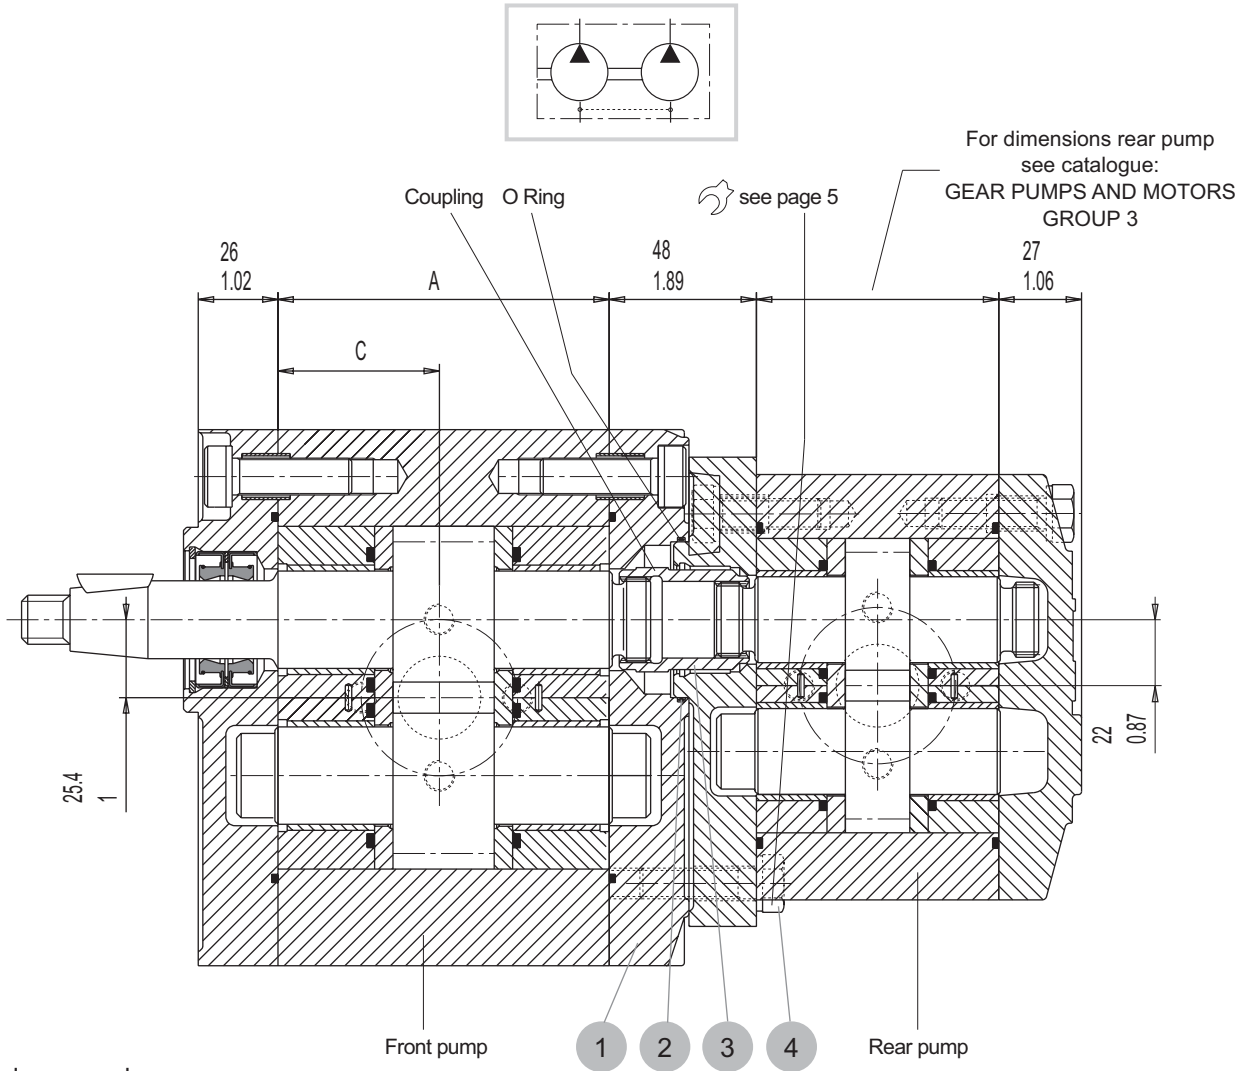 For dimensions rear pump
see catalogue:
GEAR PUMPS AND MOTORS
GROUP 3
Coupling
O Ring
see page 5
26
1.02
A
48
1.89
27
1.06
C
25.4
1
22
0.87
Front pump
1
2
3
4
Rear pump